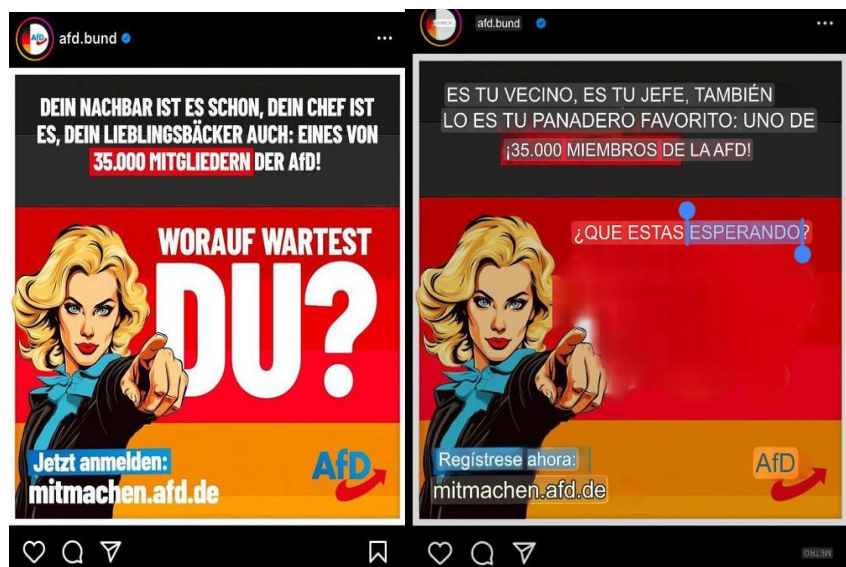 afd.bund
DEIN NACHBAR IST ES SCHON, DEIN CHEF IST
ES, DEIN LIEBLINGSBÄCKER AUCH: EINES VON
35.000 MITGLIEDERN DER AfD!
WORAUF WARTEST
DU?
Jetzt anmelden:
mitmachen.afd.de
AfD
afd.bund
ES TU VECINO, ES TU JEFE, TAMBIÉN
LO ES TU PANADERO FAVORITO: UNO DE
¡35.000 MIEMBROS DE LA AFD!
¿QUE ESTAS ESPERANDO?
Regístrese ahora:
mitmachen.afd.de
AfD
METRO